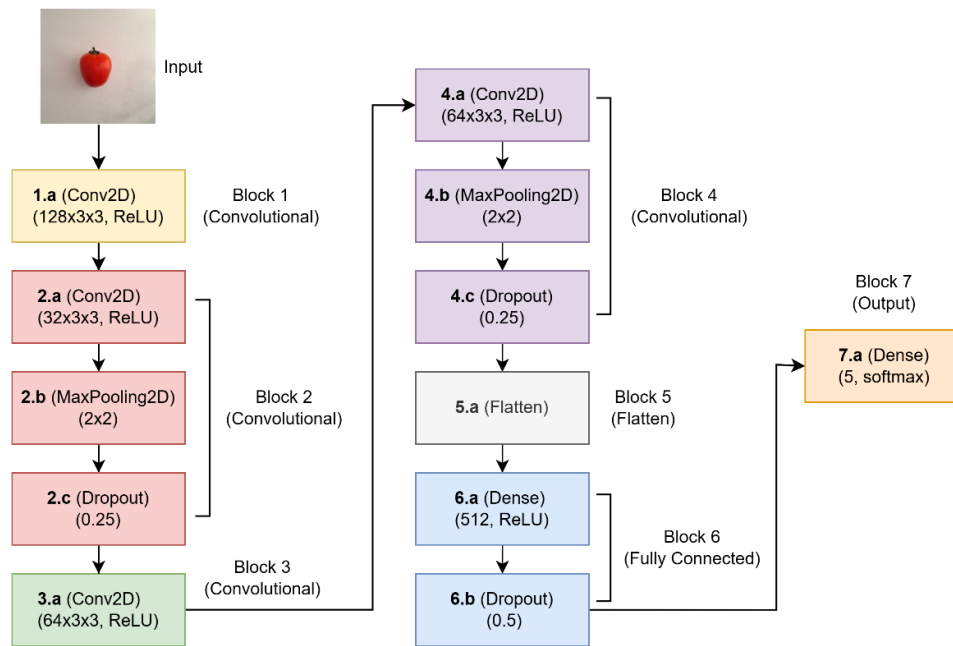 Input
1.a (Conv2D)
(128x3x3, ReLU)
Block 1
(Convolutional)
2.a (Conv2D)
(32x3x3, ReLU)
2.b (MaxPooling2D)
(2x2)
Block 2
(Convolutional)
2.c (Dropout)
(0.25)
3.a (Conv2D)
(64x3x3, ReLU)
Block 3
(Convolutional)
4.a (Conv2D)
(64x3x3, ReLU)
4.b (MaxPooling2D)
(2x2)
Block 4
(Convolutional)
4.c (Dropout)
(0.25)
5.a (Flatten)
Block 5
(Flatten)
6.a (Dense)
(512, ReLU)
Block 6
(Fully Connected)
6.b (Dropout)
(0.5)
Block 7
(Output)
7.a (Dense)
(5, softmax)